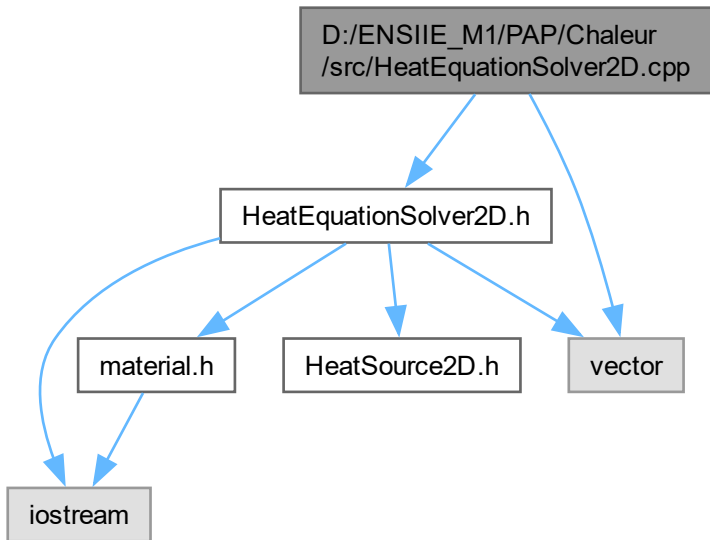 D:/ENSIIE_M1/PAP/Chaleur
/src/HeatEquationSolver2D.cpp
HeatEquationSolver2D.h
material.h
HeatSource2D.h
vector
iostream